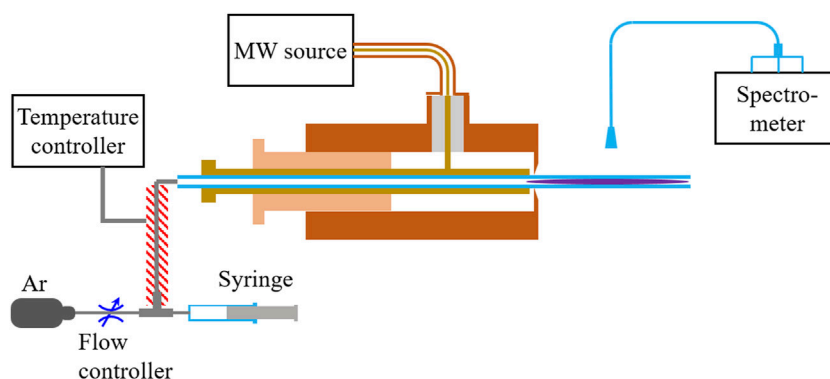 MW source
Spectro-
meter
Temperature
controller
Ar
Syringe
Flow
controller